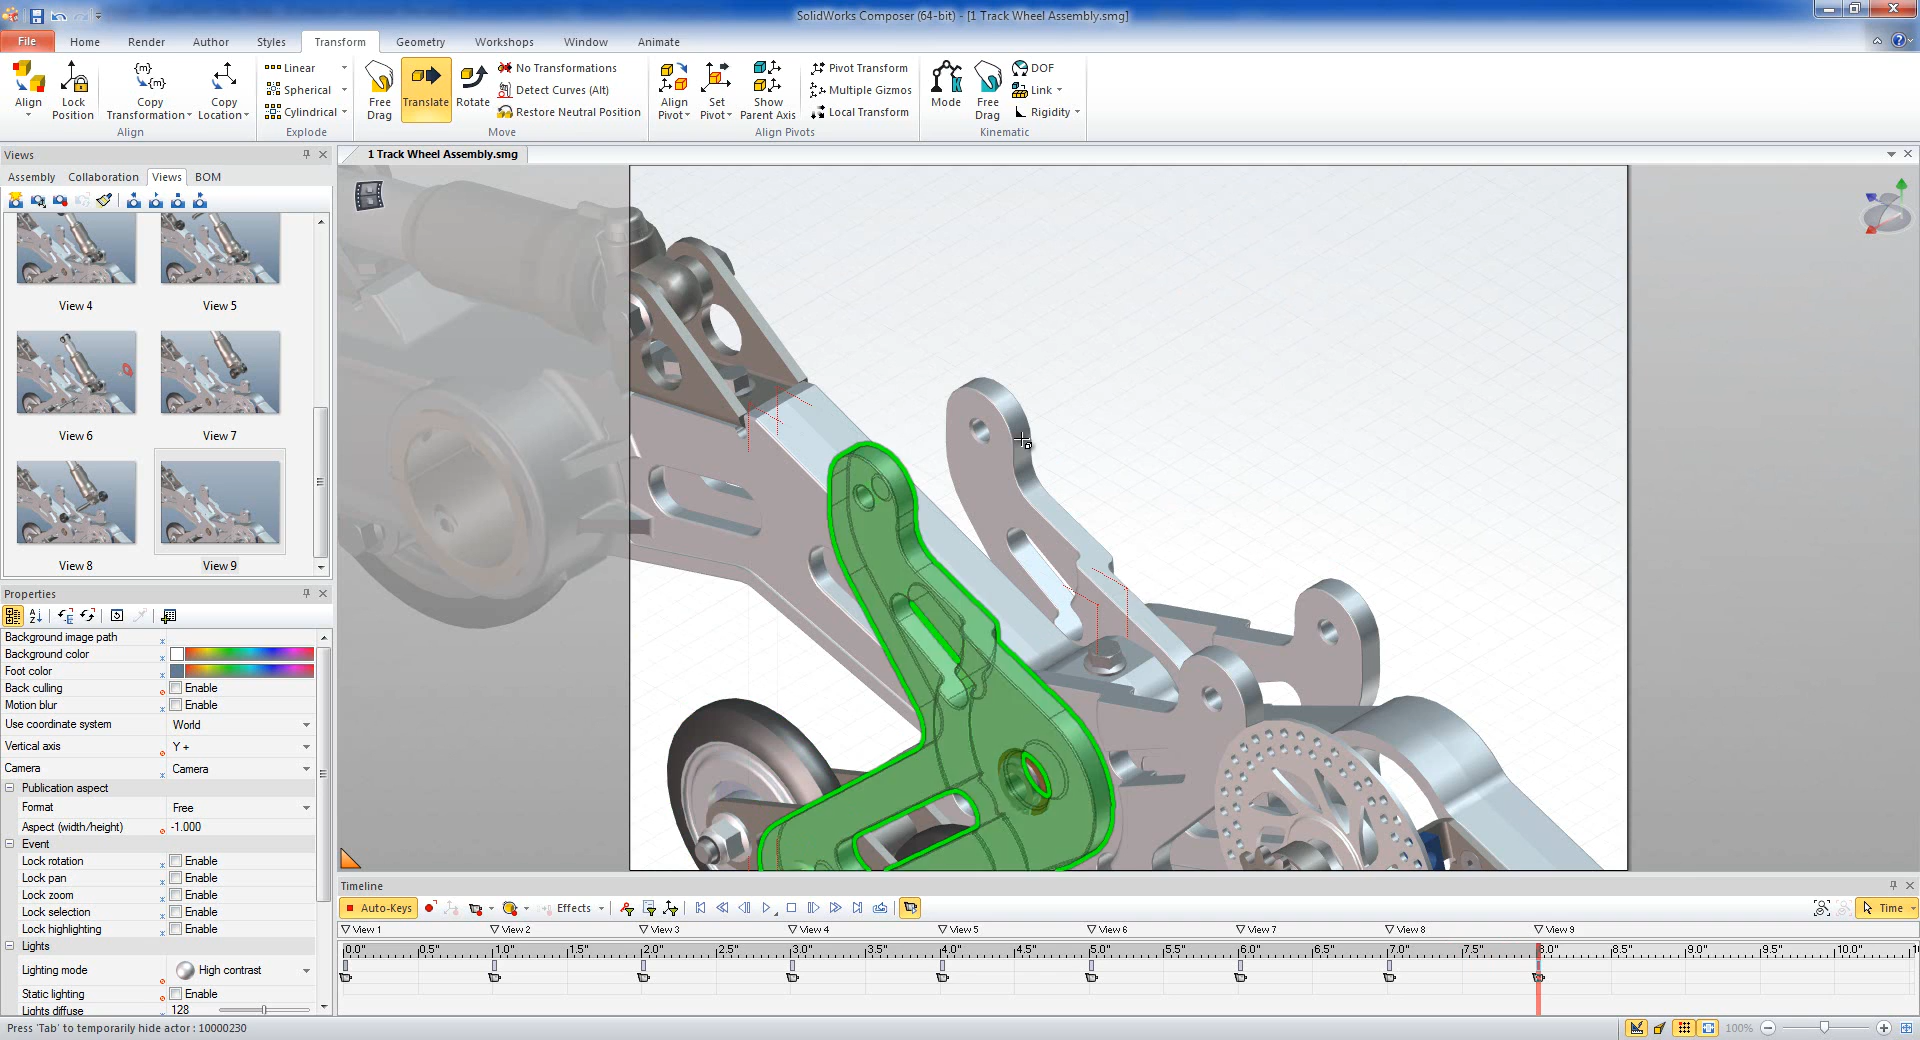 SolidWorks Composer (64-bit) - [1 Track Wheel Assembly.smg]
File Home Render Author Styles Transform Geometry Workshops Window Animate
Align Lock Position Copy Transformation Copy Location
Linear
Spherical
Cylindrical
Free Drag Translate Rotate
No Transformations
Detect Curves (Alt)
Restore Neutral Position
Align Pivot Set Pivot Show Parent Axis
Pivot Transform
Multiple Gizmos
Local Transform
Mode Free Drag
DOF
Link
Rigidity
Align Explode Move Align Pivots Kinematic
Views
1 Track Wheel Assembly.smg
Assembly Collaboration Views BOM
View 4 View 5
View 6 View 7
View 8 View 9
Properties
Background image path
Background color
Foot color
Back culling Enable
Motion blur Enable
Use coordinate system World
Vertical axis Y +
Camera Camera
Publication aspect
Format Free
Aspect (width/height) -1.000
Event
Lock rotation Enable
Lock pan Enable
Lock zoom Enable
Lock selection Enable
Lock highlighting Enable
Lights
Lighting mode High contrast
Static lighting Enable
Lights diffuse 128
Timeline
Auto-Keys Effects Time
View 1 View 2 View 3 View 4 View 5 View 6 View 7 View 8 View 9
0.0" 0.5" 1.0" 1.5" 2.0" 2.5" 3.0" 3.5" 4.0" 4.5" 5.0" 5.5" 6.0" 6.5" 7.0" 7.5" 8.0" 8.5" 9.0" 9.5" 10.0"
Press 'Tab' to temporarily hide actor : 10000230
100%